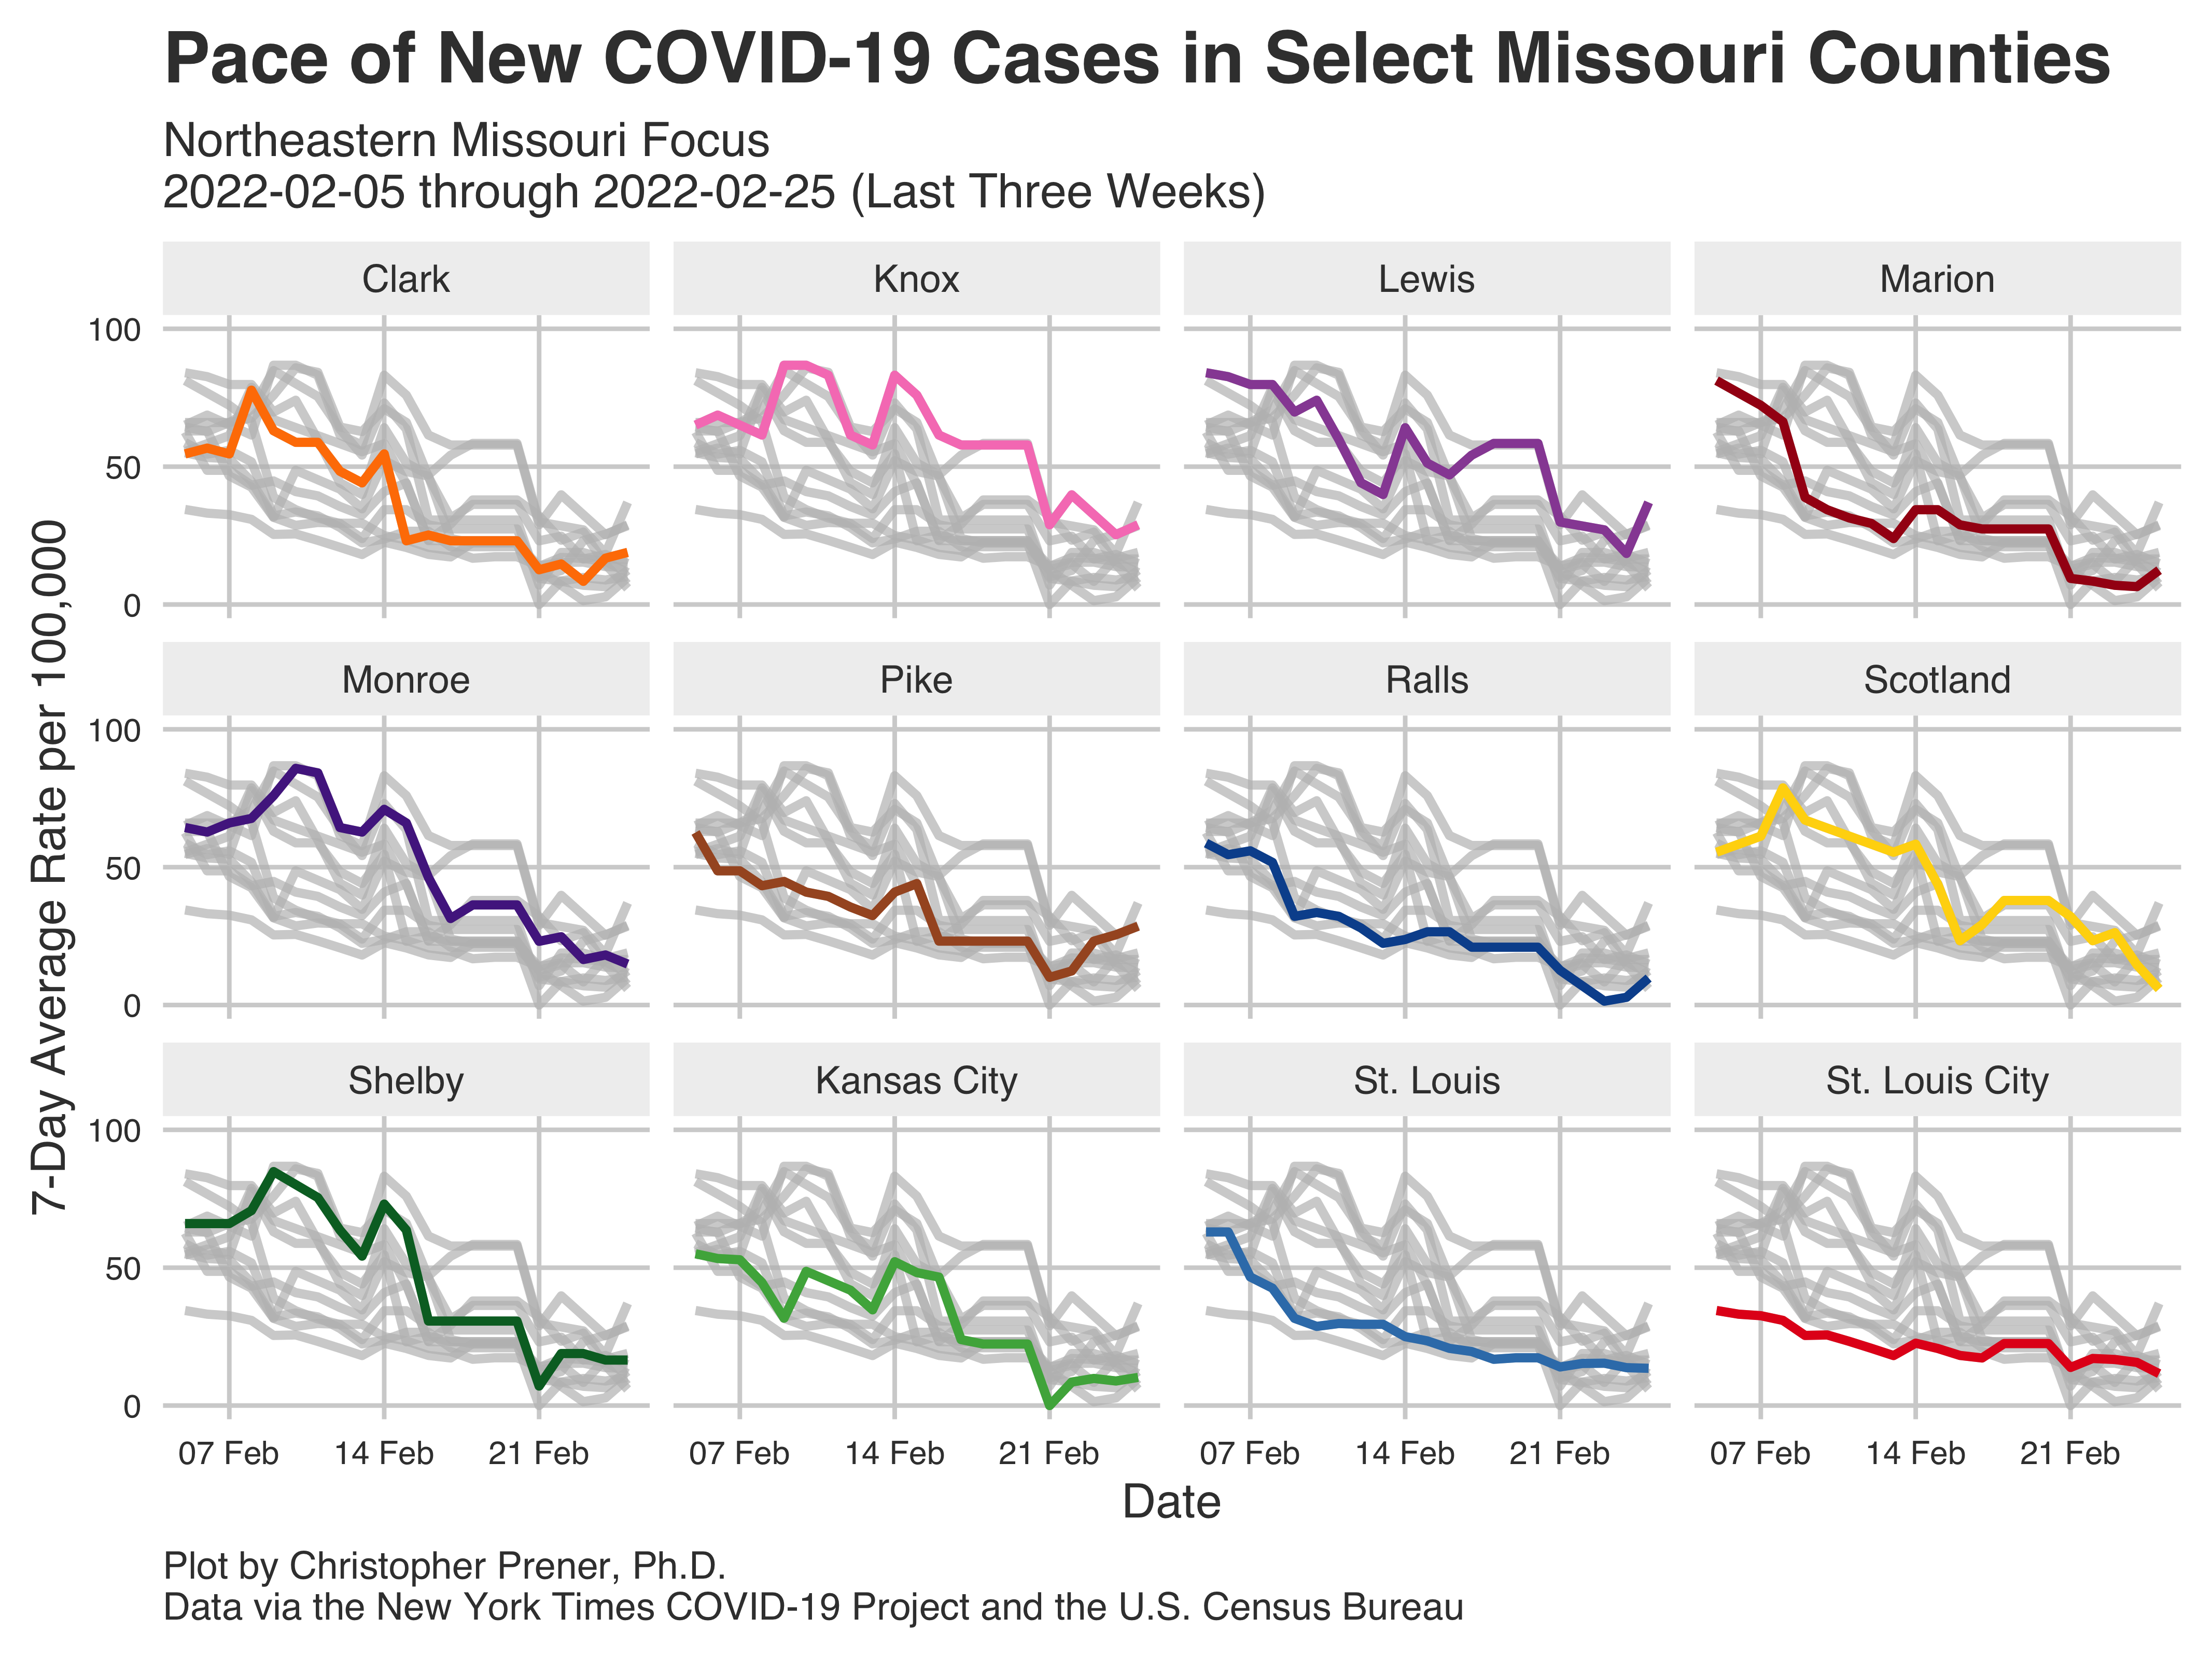 Pace of New COVID-19 Cases in Select Missouri Counties
Northeastern Missouri Focus
2022-02-05 through 2022-02-25 (Last Three Weeks)
Clark
Knox
Lewis
Marion
100
50
0
Monroe
Pike
Ralls
Scotland
100
50
0
Shelby
Kansas City
St. Louis
St. Louis City
100
50
0
7-Day Average Rate per 100,000
07 Feb
14 Feb
21 Feb
07 Feb
14 Feb
21 Feb
07 Feb
14 Feb
21 Feb
07 Feb
14 Feb
21 Feb
Date
Plot by Christopher Prener, Ph.D.
Data via the New York Times COVID-19 Project and the U.S. Census Bureau